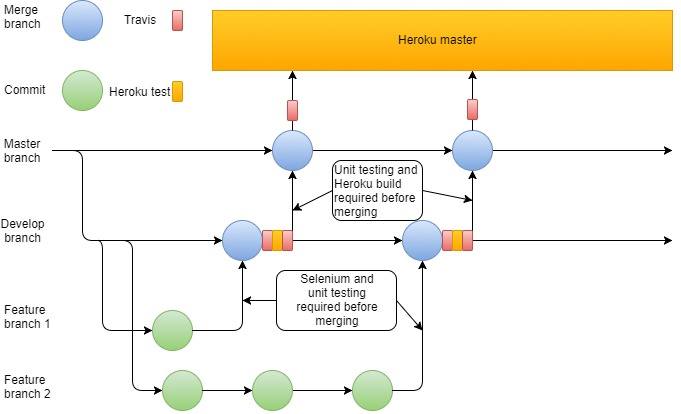 Merge
branch
Travis
Heroku master
Commit
Heroku test
Master
branch
Unit testing and
Heroku build
required before
merging
Develop
branch
Selenium and
unit testing
required before
merging
Feature
branch 1
Feature
branch 2